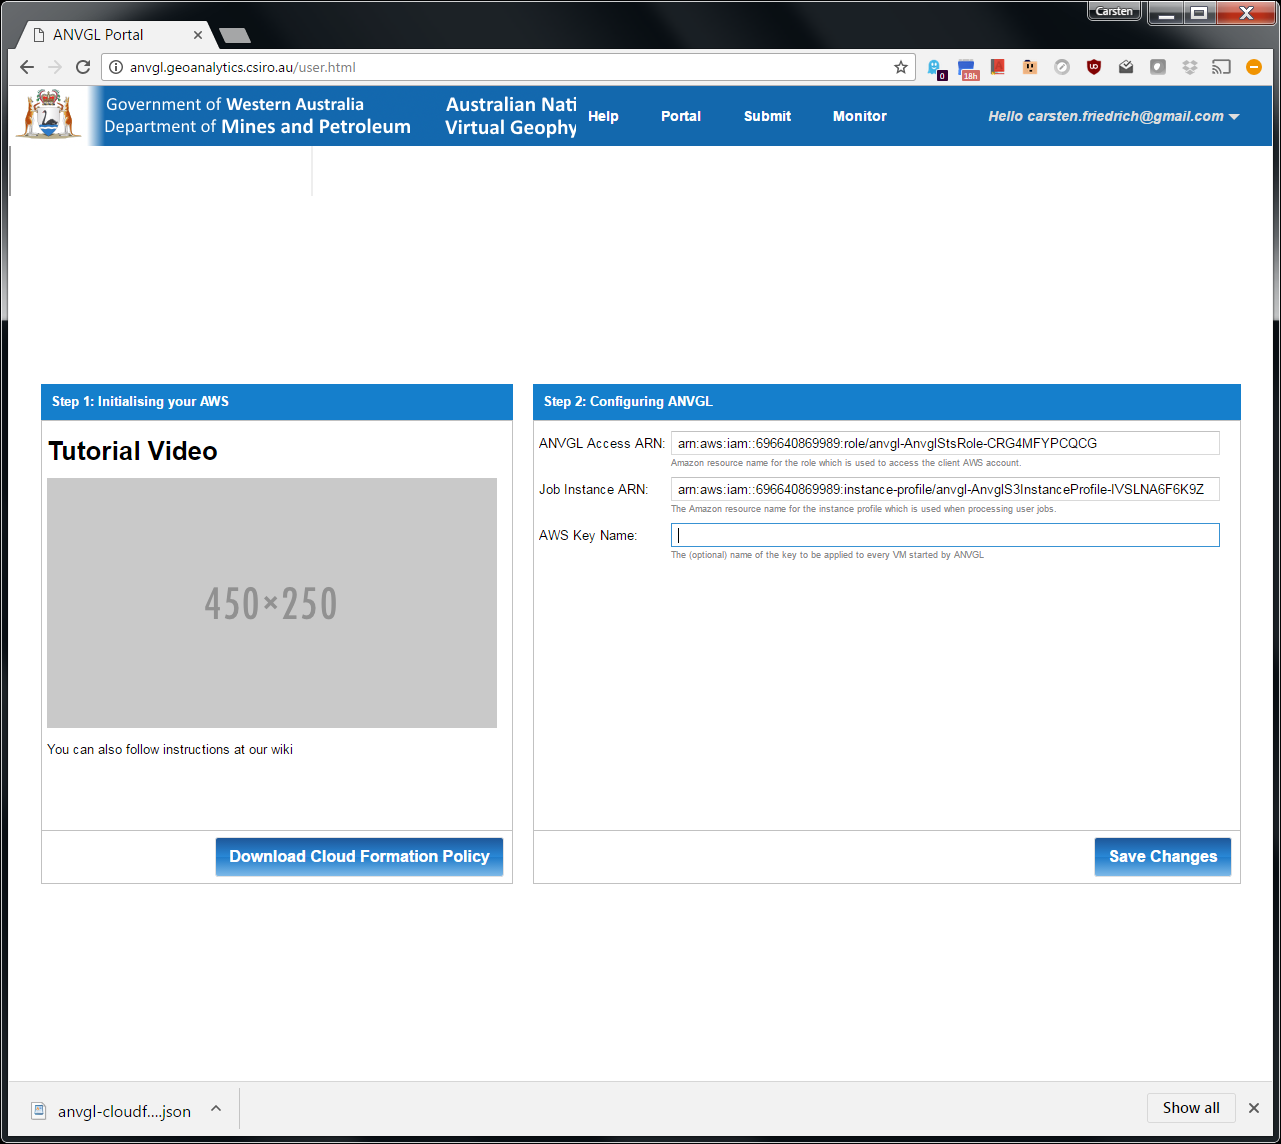 Carsten
ANVGL Portal
anvgl.geoanalytics.csiro.au/user.html
0
18h
Government of Western Australia
Department of Mines and Petroleum
Australian Nati
Virtual Geophy
Help
Portal
Submit
Monitor
Hello carsten.friedrich@gmail.com
Step 1: Initialising your AWS
Tutorial Video
450×250
You can also follow instructions at our wiki
Download Cloud Formation Policy
Step 2: Configuring ANVGL
ANVGL Access ARN: arn:aws:iam::696640869989:role/anvgl-AnvglStsRole-CRG4MFYPCQCG
Amazon resource name for the role which is used to access the client AWS account.
Job Instance ARN: arn:aws:iam::696640869989:instance-profile/anvgl-AnvglS3InstanceProfile-IVSLNA6F6K9Z
The Amazon resource name for the instance profile which is used when processing user jobs.
AWS Key Name:
The (optional) name of the key to be applied to every VM started by ANVGL
Save Changes
anvgl-cloudf....json
Show all